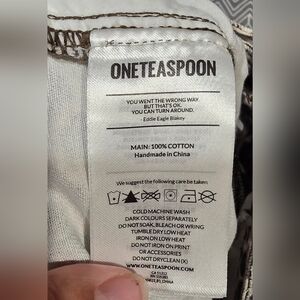 ONETEASPOON
YOU WENT THE WRONG WAY
BUT THAT'S OK.
YOU CAN TURN AROUND.
Eddie Eagle Blakey
MAIN: 100% COTTON
Handmade in China
We suggest the following care be taken
COLD MACHINE WASH
DARK COLOURS SEPARATELY
DO NOT SOAK, BLEACH OR WRING
TUMBLE DRY LOW HEAT
IRON ON LOW HEAT
DO NOT IRON ON PRINT
OR ACCESSORIES
DO NOT DRYCLEAN (X)
WWW.ONETEASPOON.COM